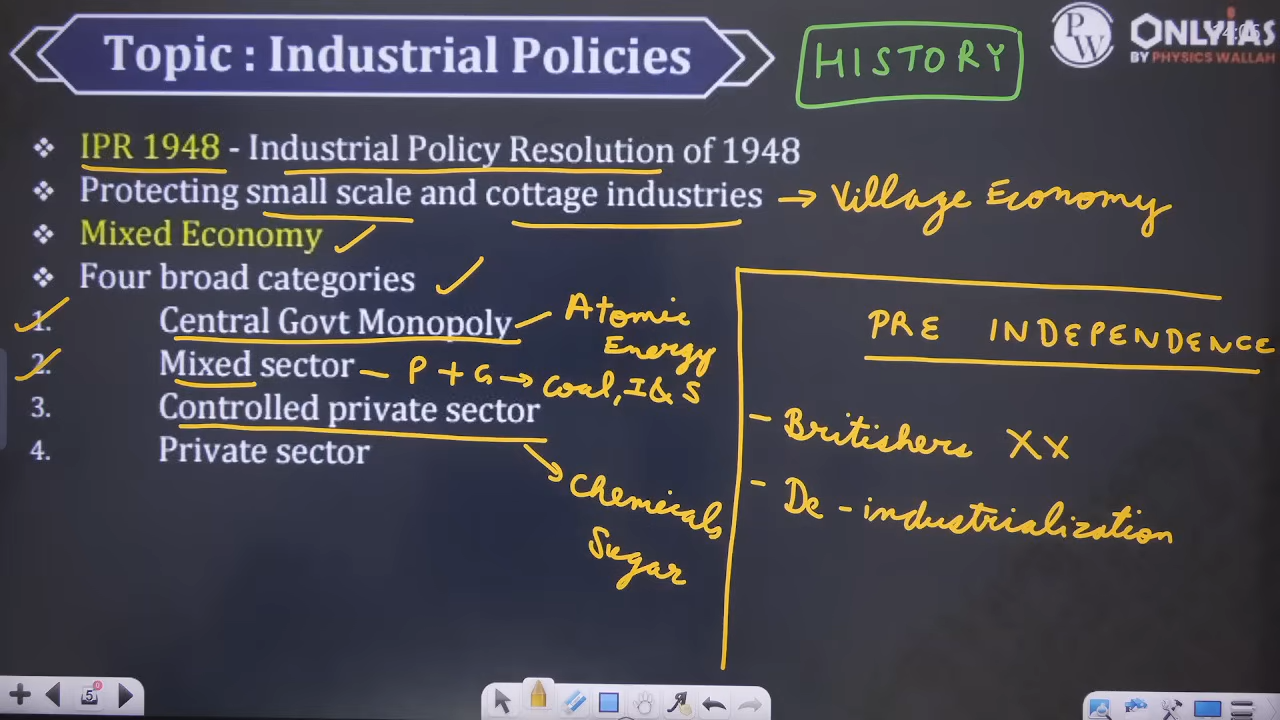 Topic : Industrial Policies
HISTORY
PW
ONLYIAS
BY PHYSICS WALLAH
❖ IPR 1948 - Industrial Policy Resolution of 1948
❖ Protecting small scale and cottage industries → Village Economy
❖ Mixed Economy ✓
❖ Four broad categories ✓
1. Central Govt Monopoly - Atomic
Energy
2. Mixed sector - P + G → Coal, I & S
3. Controlled private sector
Chemicals
Sugar
4. Private sector
PRE INDEPENDENCE
- Britishers XX
- De-industrialization
5